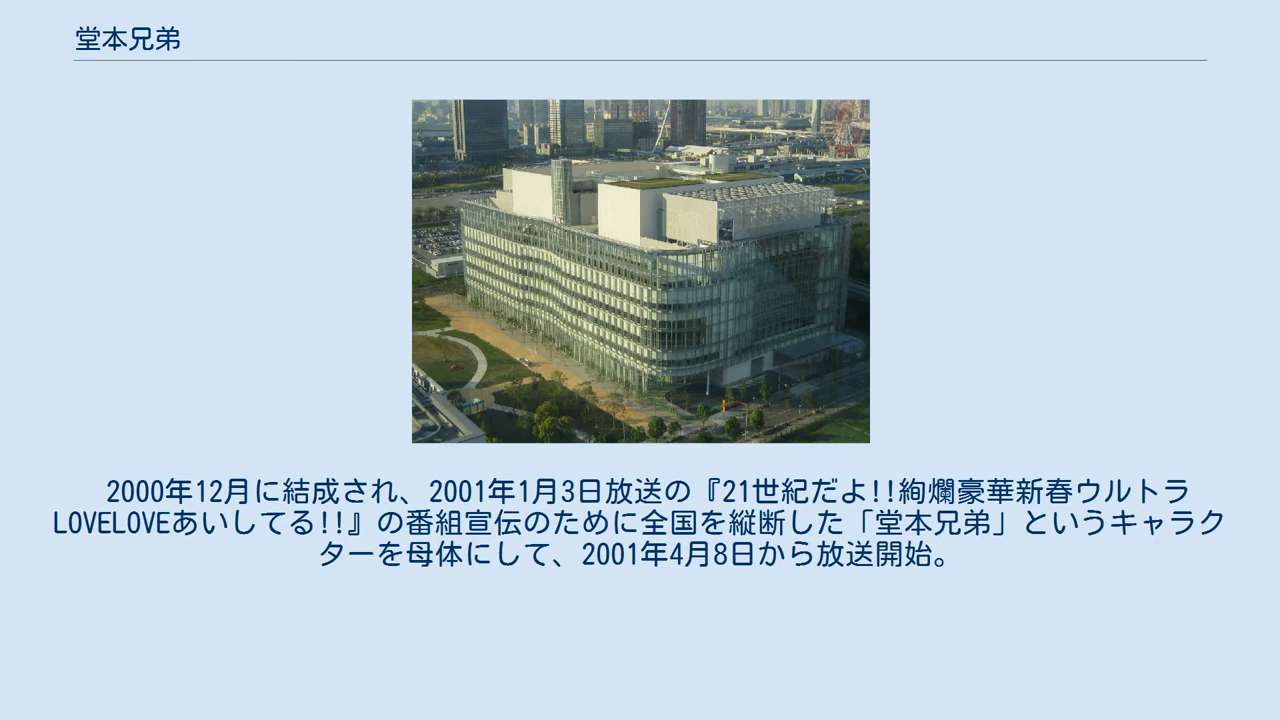 堂本兄弟
2000年12月に結成され、2001年1月3日放送の『21世紀だよ!!絢爛豪華新春ウルトラ
LOVELOVEあいしてる!!』の番組宣伝のために全国を縦断した「堂本兄弟」というキャラク
ターを母体にして、2001年4月8日から放送開始。